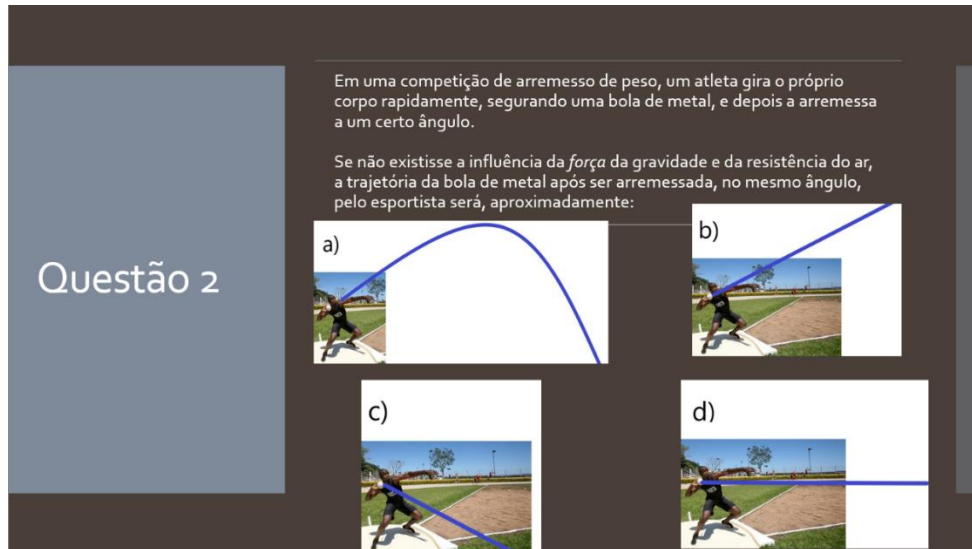 Questão 2
Em uma competição de arremesso de peso, um atleta gira o próprio
corpo rapidamente, segurando uma bola de metal, e depois a arremessa
a um certo ângulo.
Se não existisse a influência da força da gravidade e da resistência do ar,
a trajetória da bola de metal após ser arremessada, no mesmo ângulo,
pelo esportista será, aproximadamente:
a)
b)
c)
d)